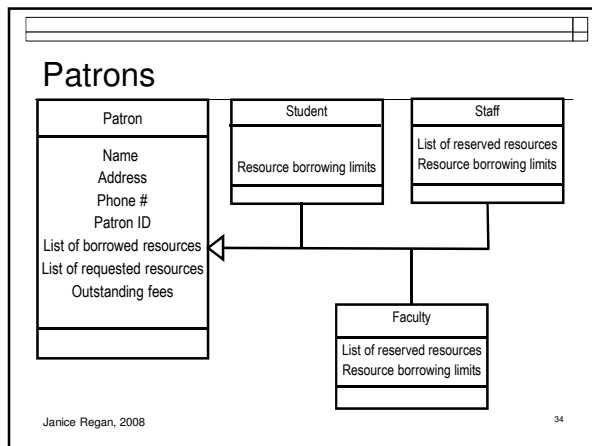 Patrons
Patron
Name
Address
Phone #
Patron ID
List of borrowed resources
List of requested resources
Outstanding fees
Student
Resource borrowing limits
Staff
List of reserved resources
Resource borrowing limits
Faculty
List of reserved resources
Resource borrowing limits
Janice Regan, 2008
34